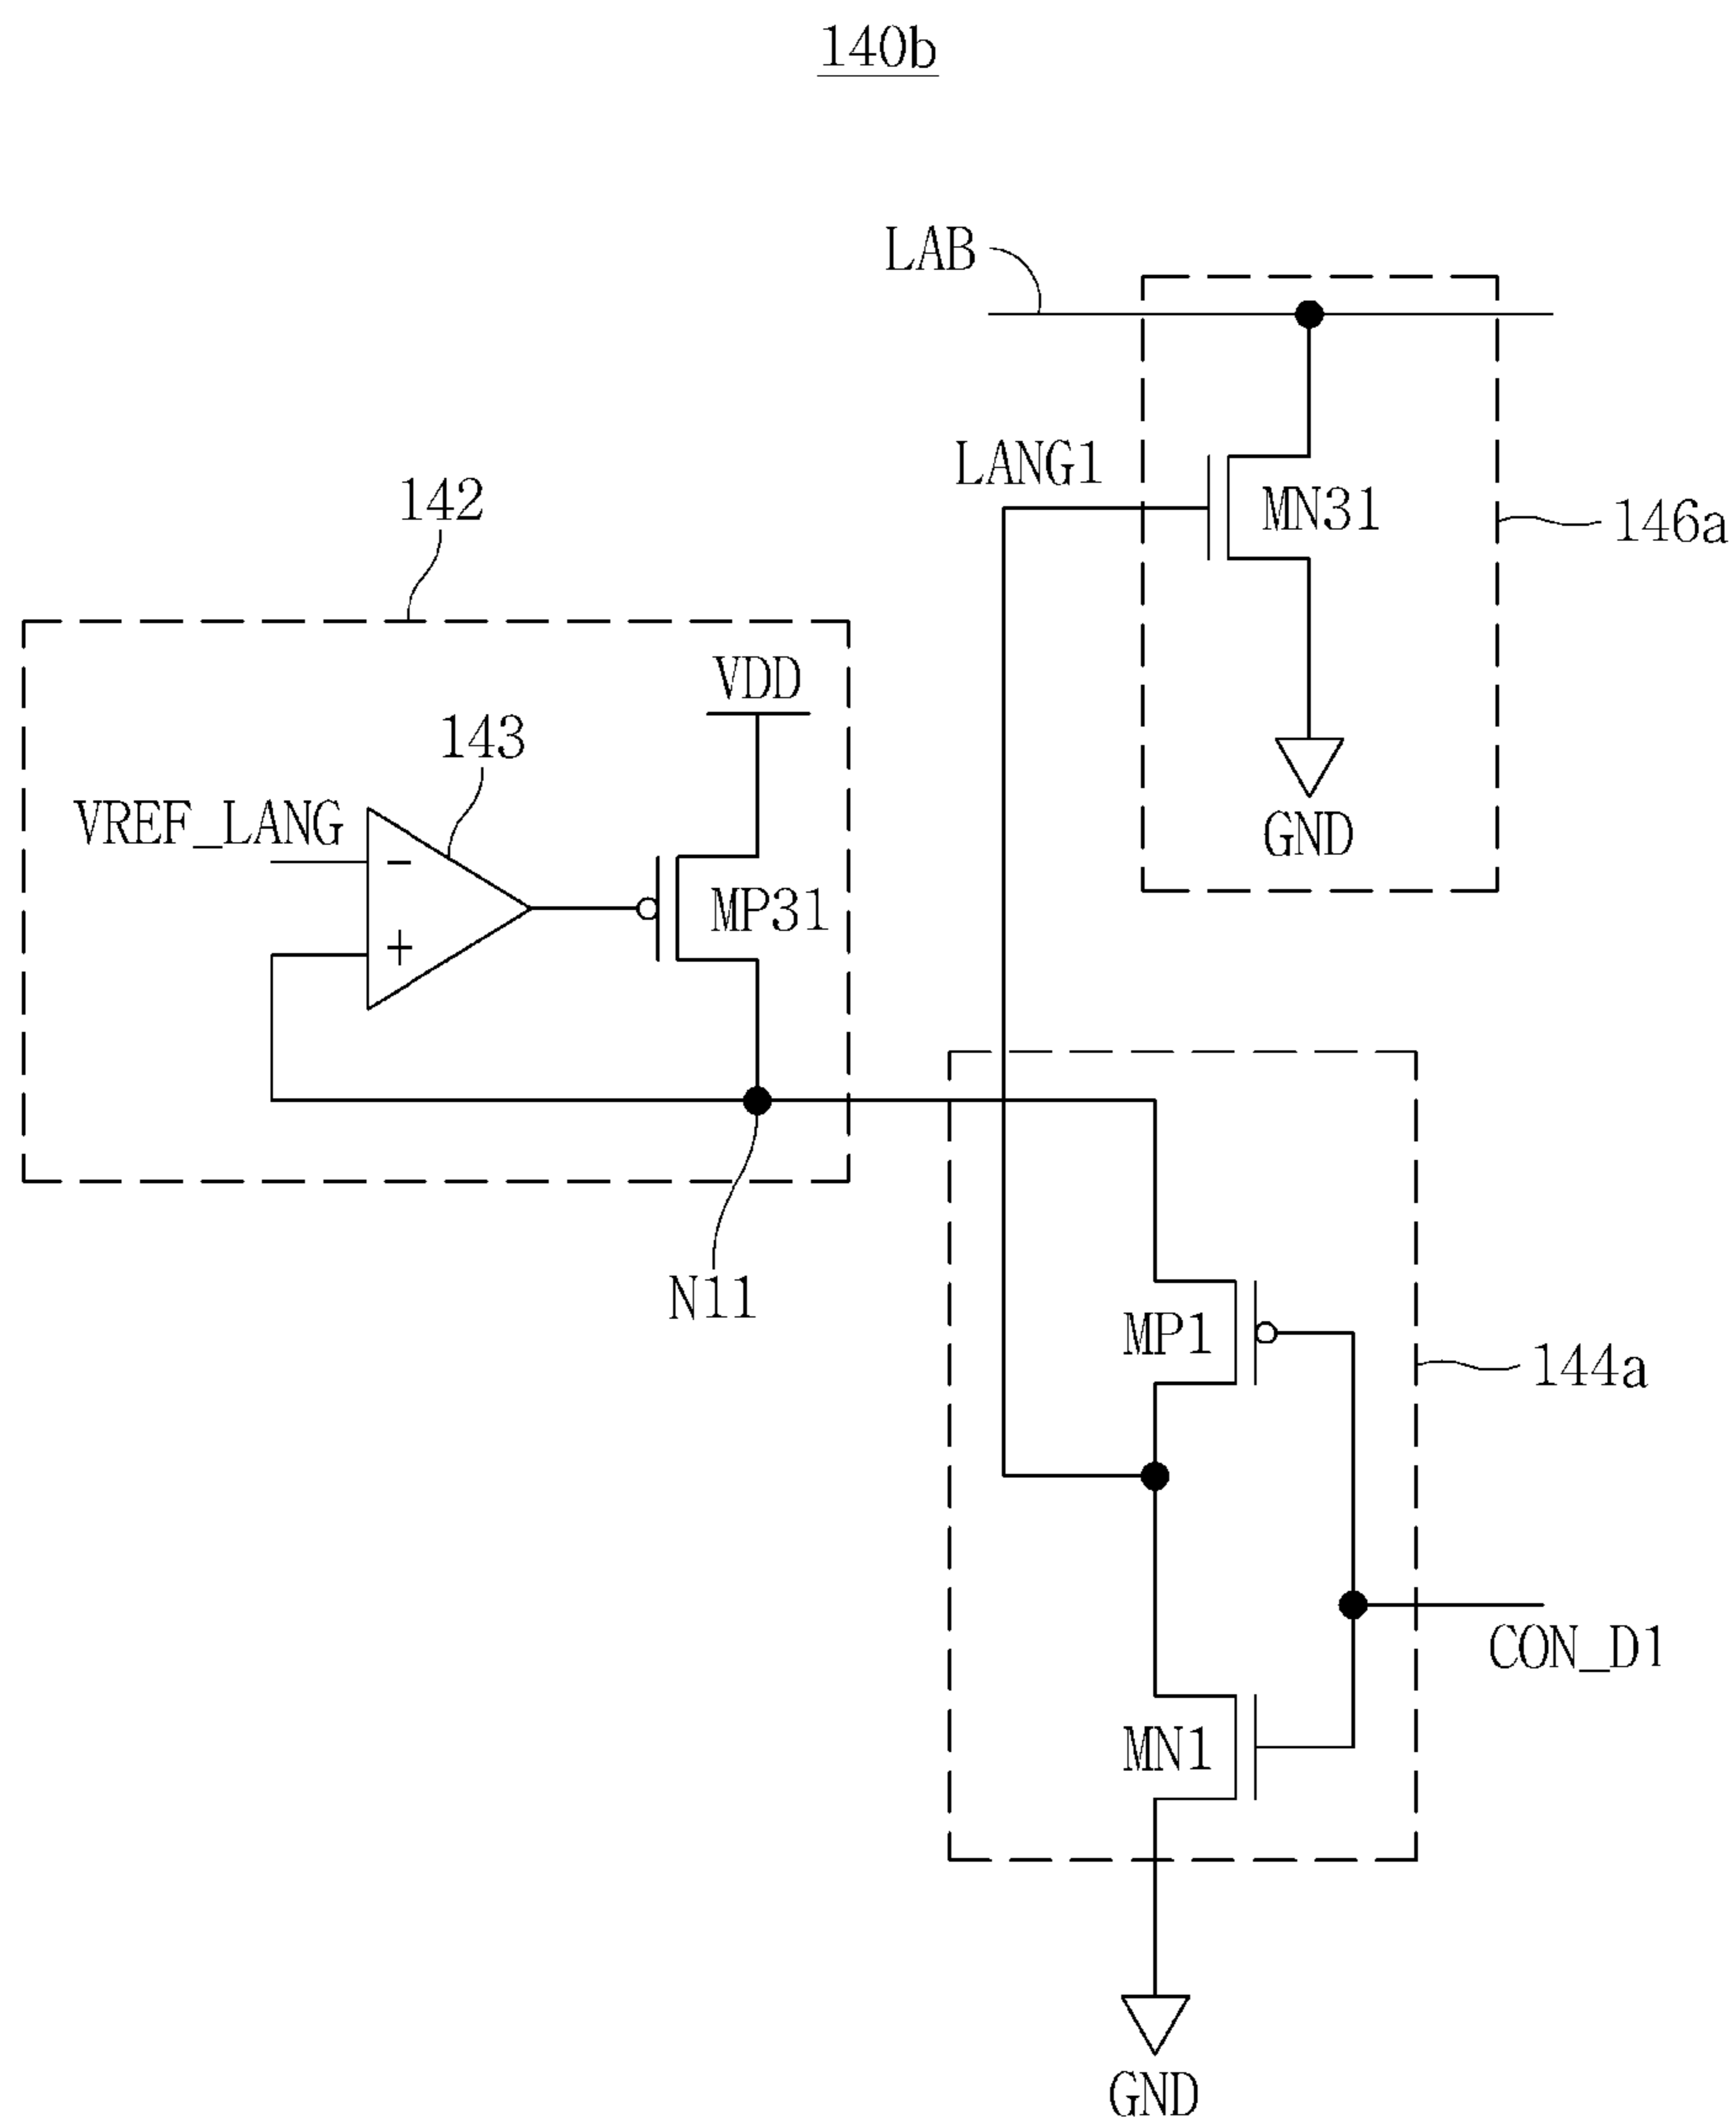 140b
LAB
LANG1
MN31
146a
142
VDD
143
VREF_LANG
GND
−
MP31
+
N11
MP1
144a
CON_D1
MN1
GND